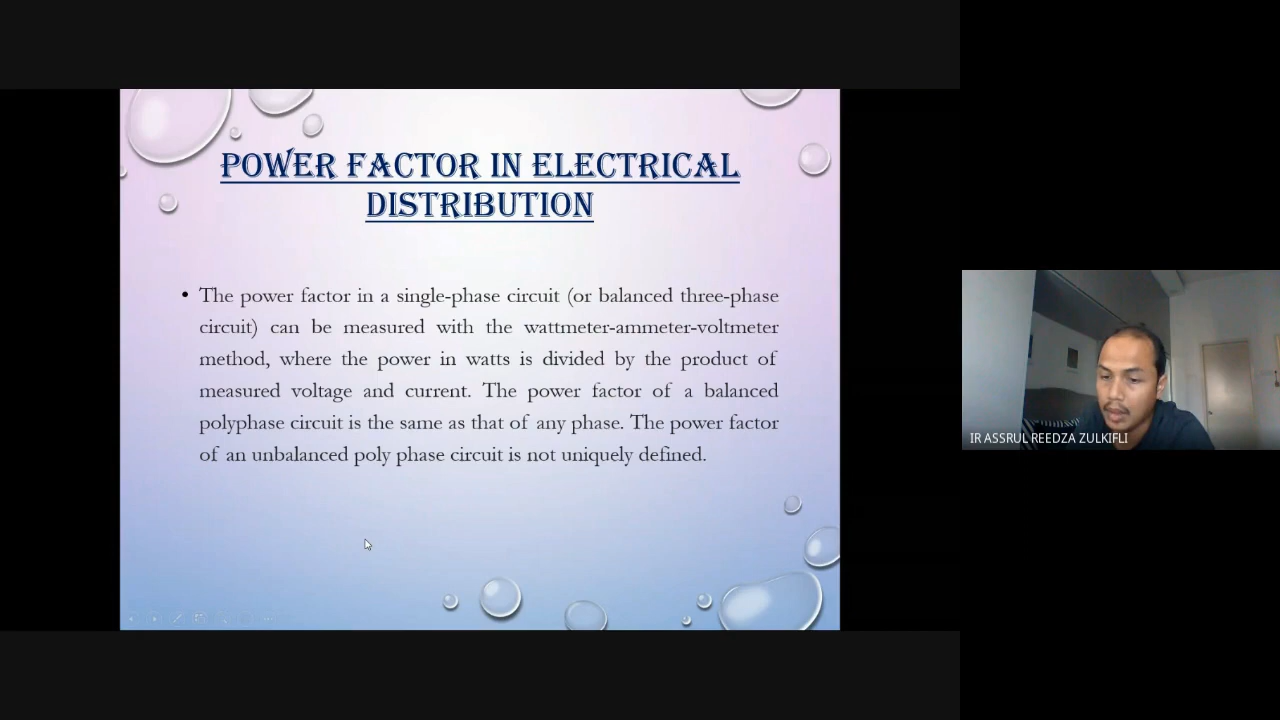 POWER FACTOR IN ELECTRICAL
DISTRIBUTION
• The power factor in a single-phase circuit (or balanced three-phase
circuit) can be measured with the wattmeter-ammeter-voltmeter
method, where the power in watts is divided by the product of
measured voltage and current. The power factor of a balanced
polyphase circuit is the same as that of any phase. The power factor
of an unbalanced poly phase circuit is not uniquely defined.
IR ASSRUL REEDZA ZULKIFLI